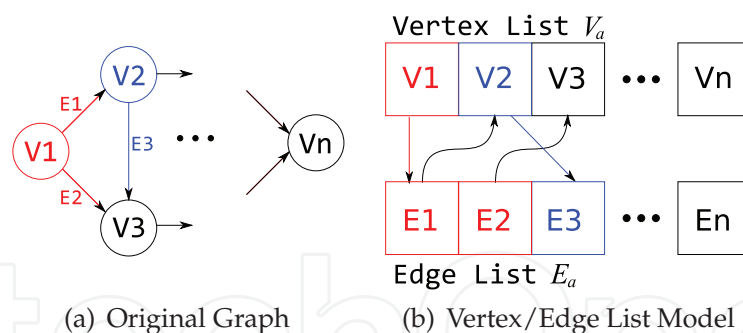 V2
E1
V1
E3
•••
Vn
E2
V3
(a) Original Graph
Vertex List Va
V1 V2 V3 ••• Vn
E1 E2 E3 ••• En
Edge List Ea
(b) Vertex/Edge List Model